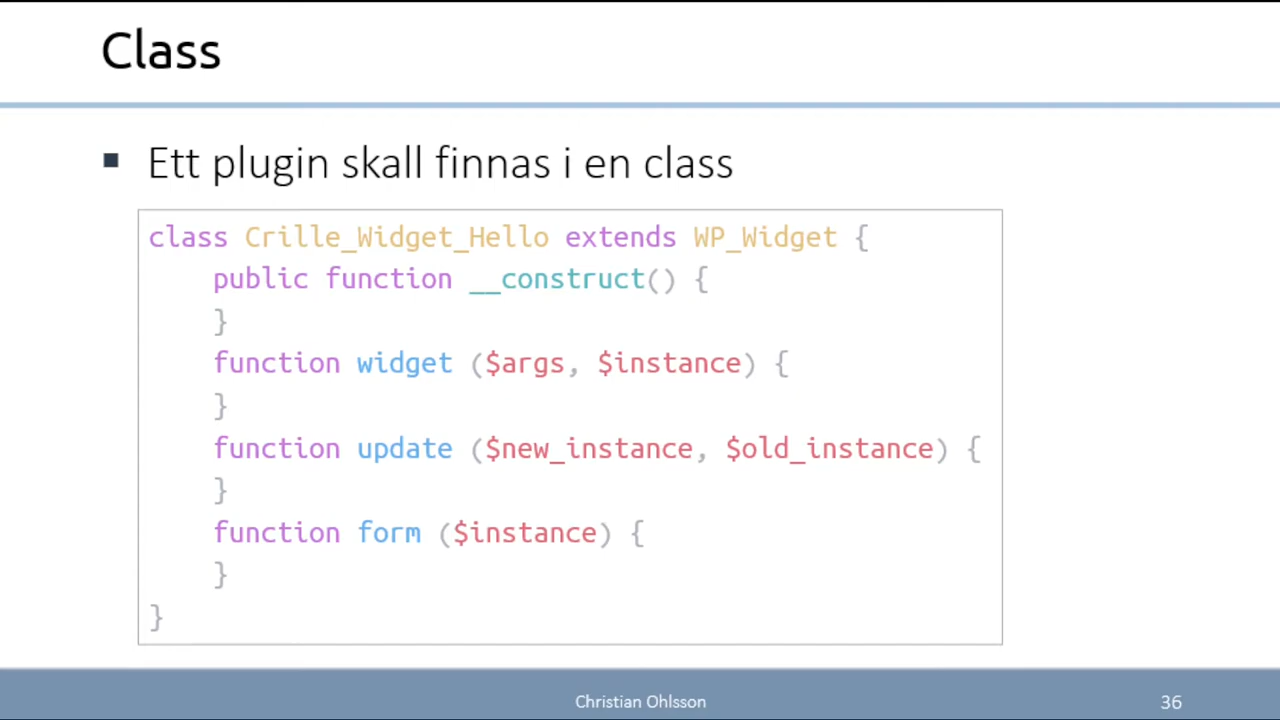 Class
Ett plugin skall finnas i en class
class Crille_Widget_Hello extends WP_Widget {
    public function __construct() {
    }
    function widget ($args, $instance) {
    }
    function update ($new_instance, $old_instance) {
    }
    function form ($instance) {
    }
}
Christian Ohlsson
36